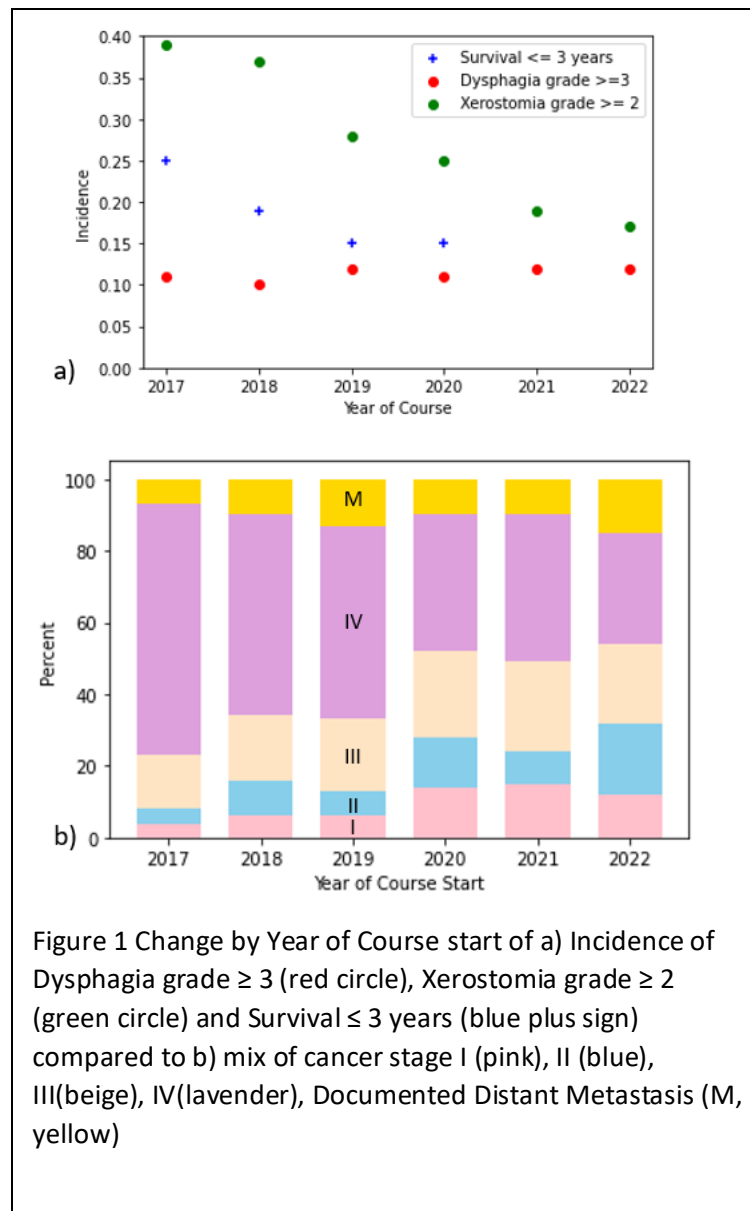 0.40
0.35
0.30
0.25
0.20
0.15
0.10
0.05
0.00
Incidence
Survival <= 3 years
Dysphagia grade >=3
Xerostomia grade >= 2
a)
2017 2018 2019 2020 2021 2022
Year of Course
100
80
60
40
20
0
Percent
M
IV
III
II
I
b)
2017 2018 2019 2020 2021 2022
Year of Course Start
Figure 1 Change by Year of Course start of a) Incidence of
Dysphagia grade ≥ 3 (red circle), Xerostomia grade ≥ 2
(green circle) and Survival ≤ 3 years (blue plus sign)
compared to b) mix of cancer stage I (pink), II (blue),
III(beige), IV(lavender), Documented Distant Metastasis (M,
yellow)